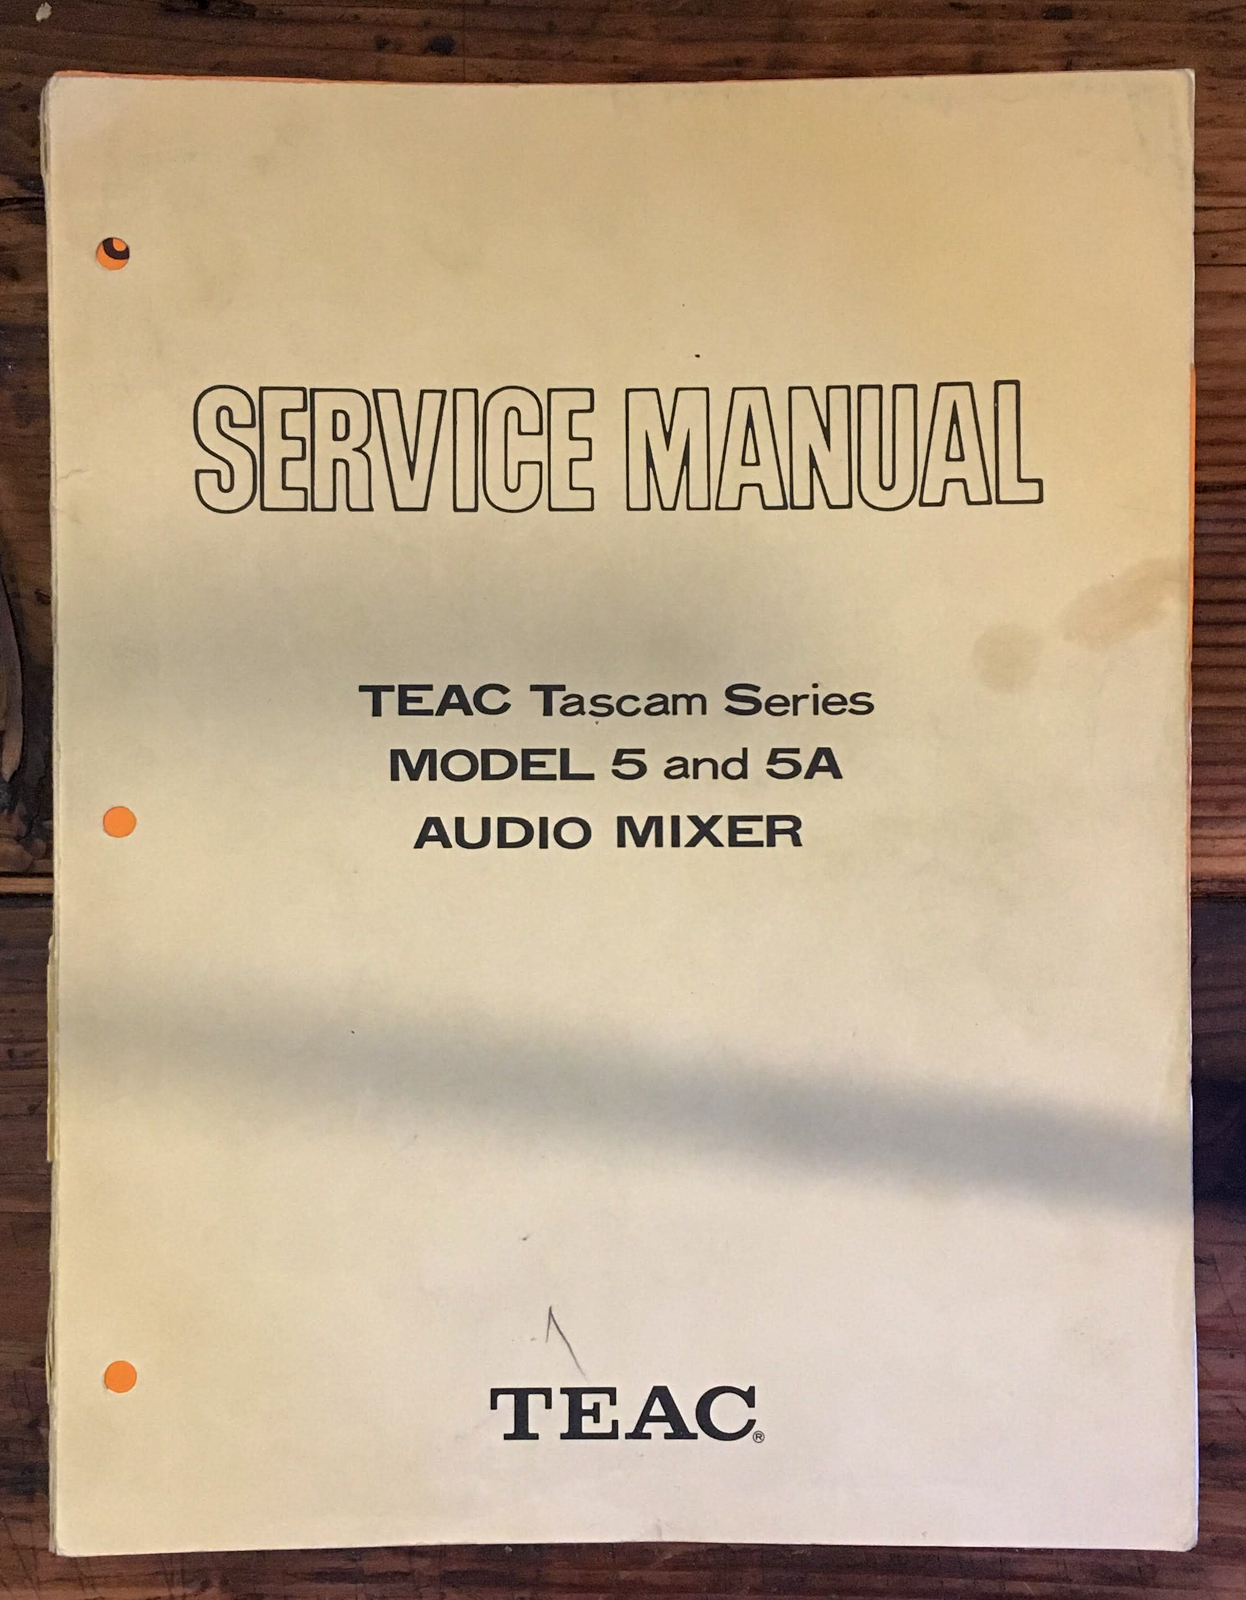 SERVICE MANUAL
TEAC Tascam Series
MODEL 5 and 5A
AUDIO MIXER
TEAC®